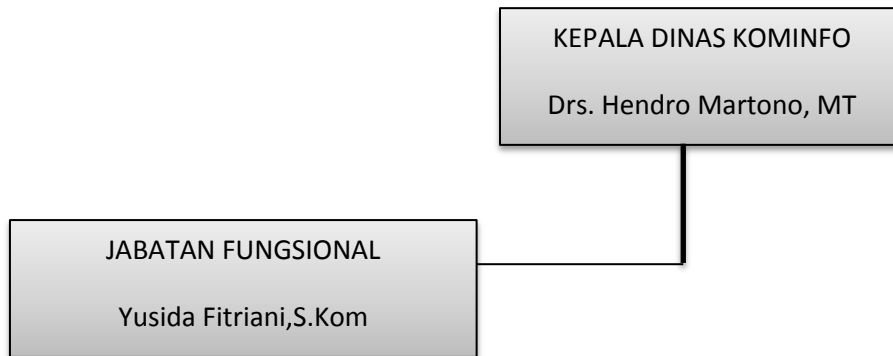 KEPALA DINAS KOMINFO
Drs. Hendro Martono, MT
JABATAN FUNGSIONAL
Yusida Fitriani,S.Kom